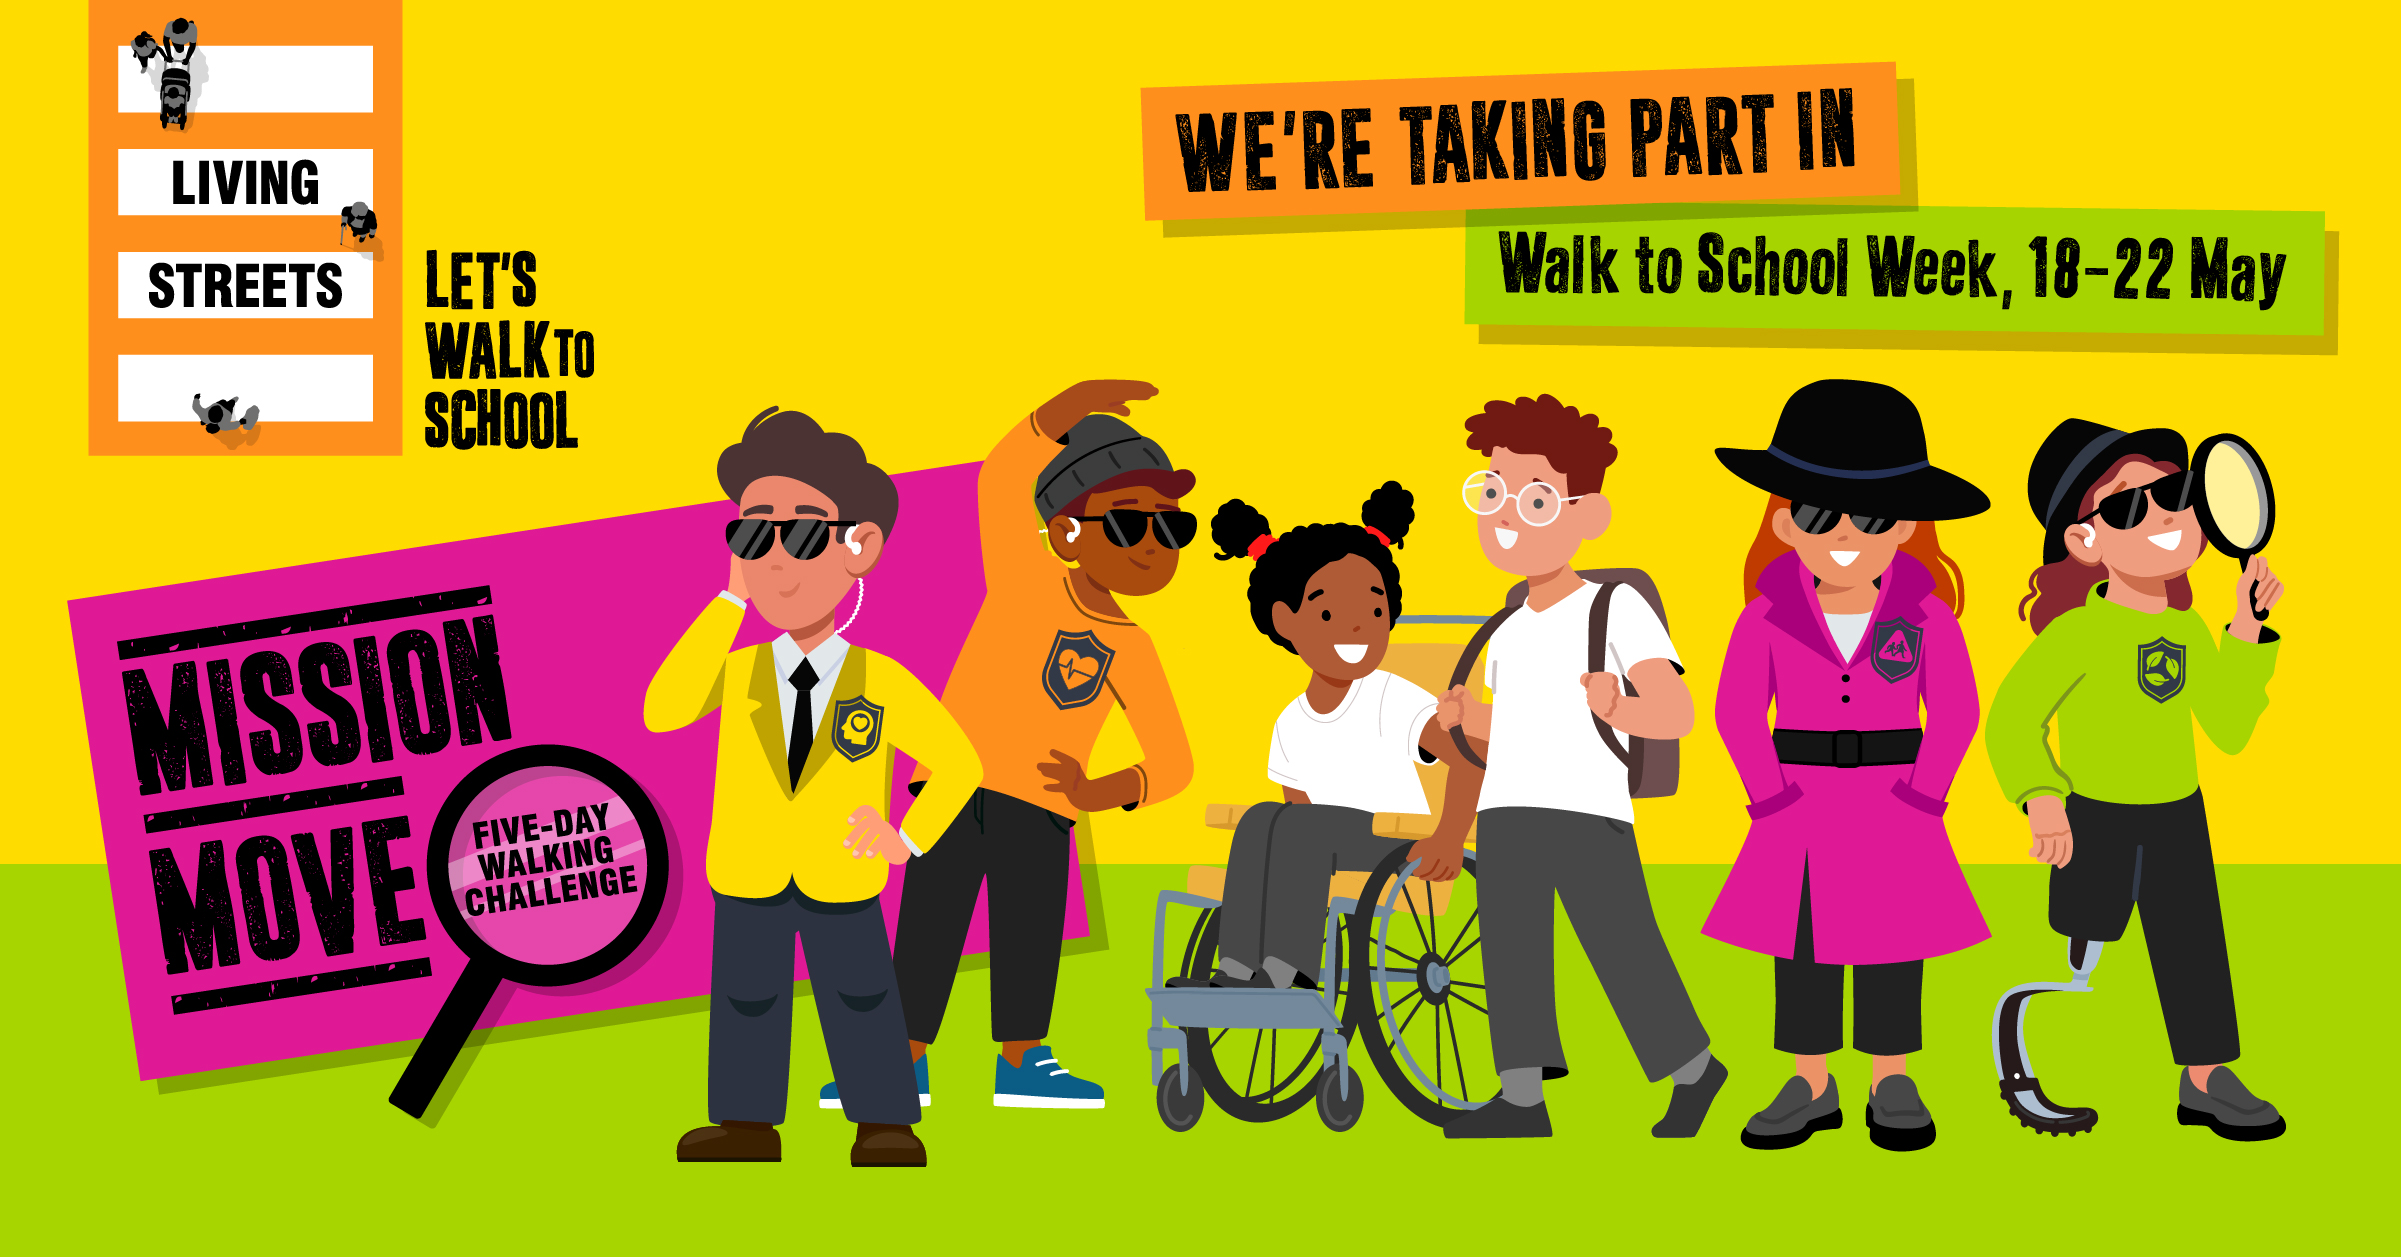 LIVING
STREETS
LET'S
WALK TO
SCHOOL
WE'RE TAKING PART IN
Walk to School Week, 18–22 May
MISSION
MOVE
FIVE-DAY
WALKING
CHALLENGE